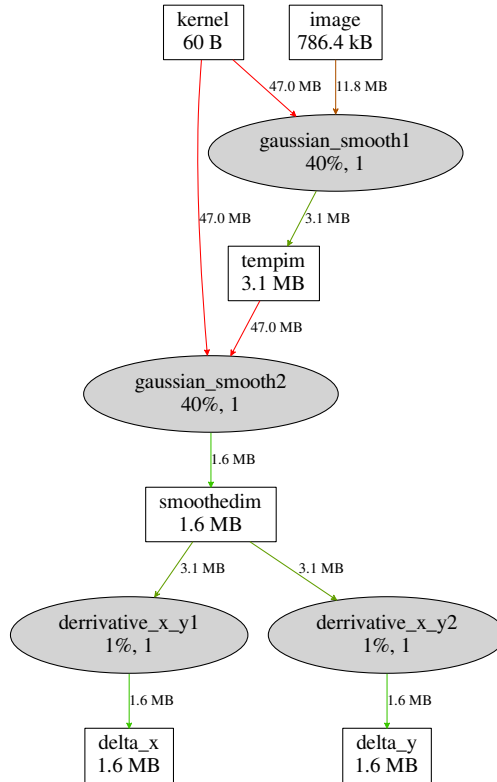 kernel
60 B
image
786.4 kB
47.0 MB
11.8 MB
gaussian_smooth1
40%, 1
47.0 MB
3.1 MB
tempim
3.1 MB
47.0 MB
gaussian_smooth2
40%, 1
1.6 MB
smoothedim
1.6 MB
3.1 MB
3.1 MB
derrivative_x_y1
1%, 1
derrivative_x_y2
1%, 1
1.6 MB
1.6 MB
delta_x
1.6 MB
delta_y
1.6 MB